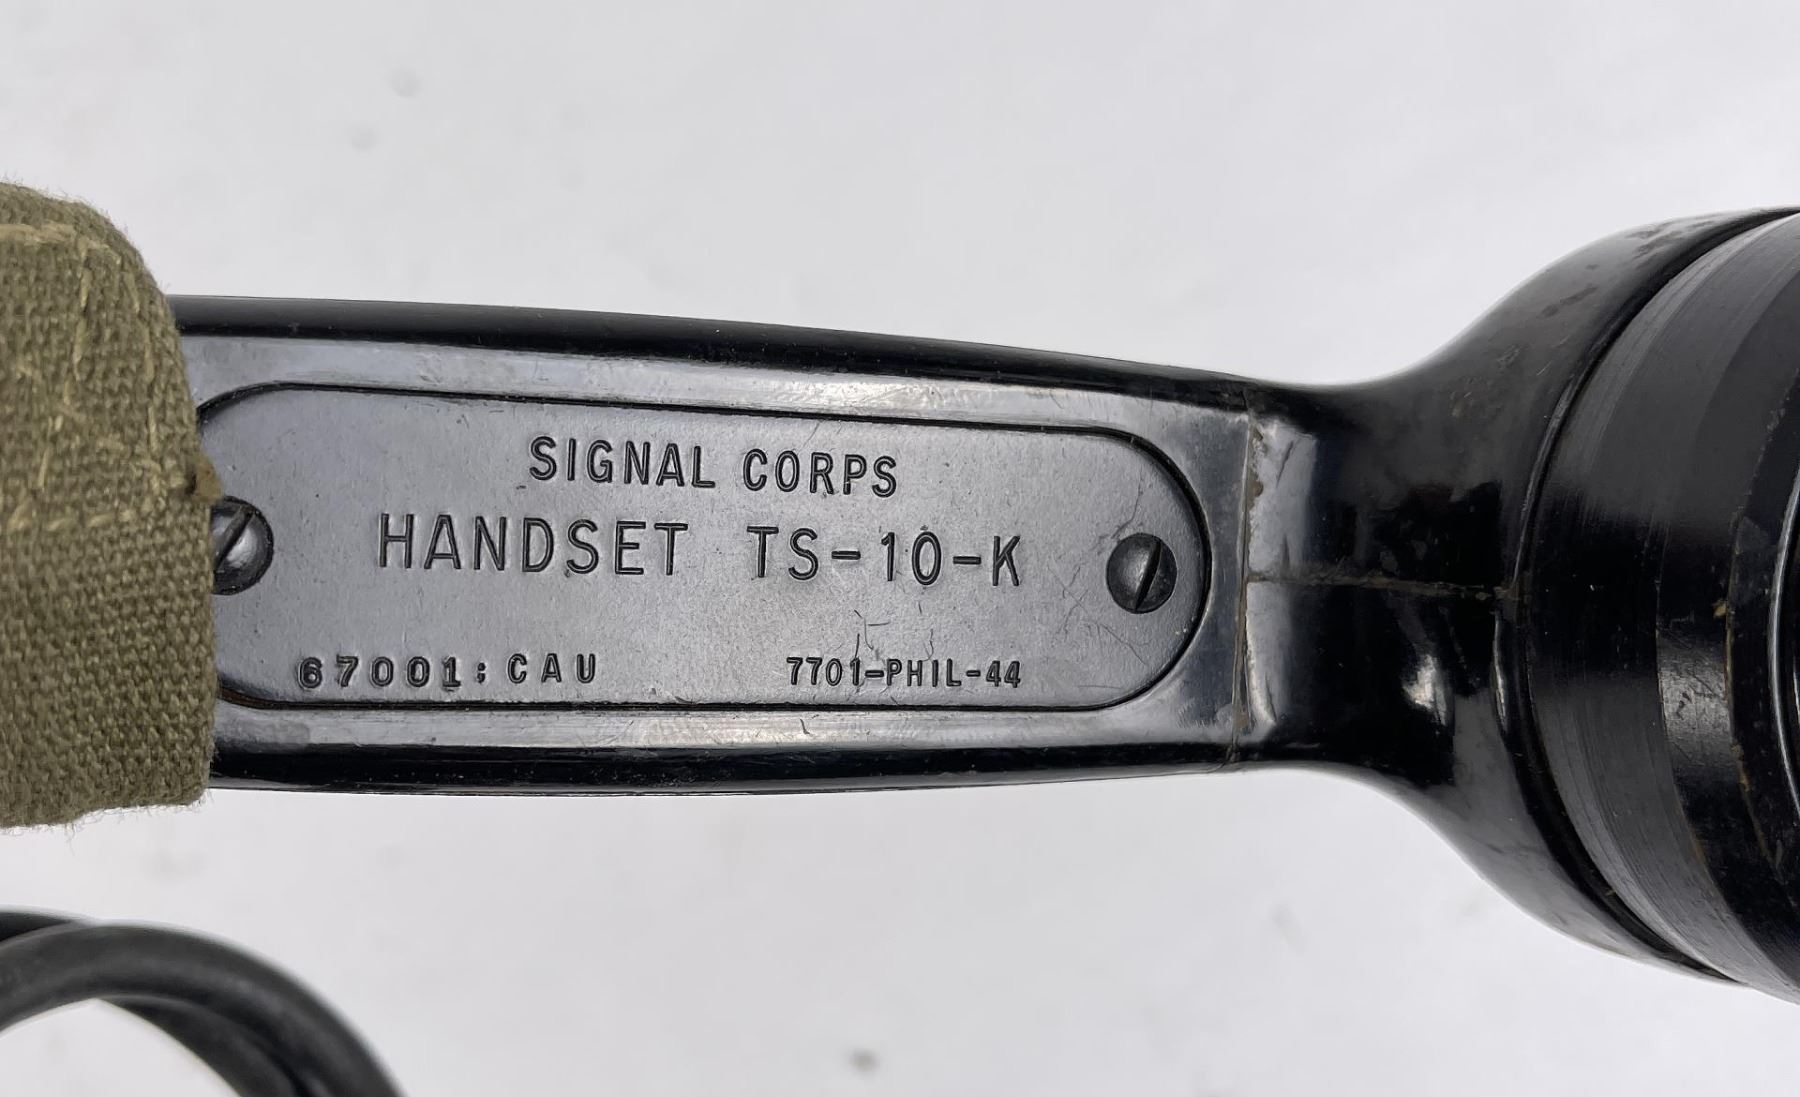 SIGNAL CORPS
HANDSET TS-10-K
67001:CAU 7701-PHIL-44